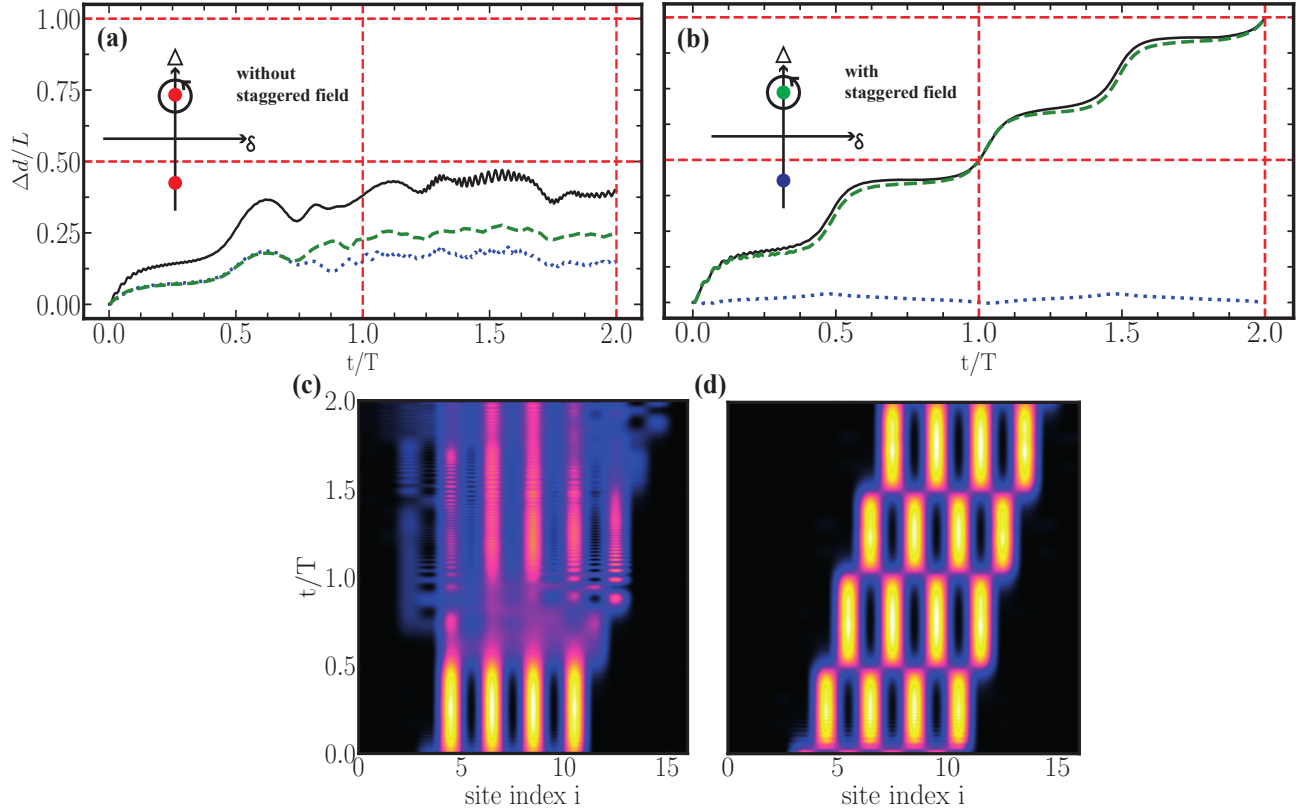 (a)
Δ
without
staggered field
δ
Δd/L
1.00
0.75
0.50
0.25
0.00
0.0
0.5
1.0
1.5
2.0
t/T
(b)
Δ
with
staggered field
δ
0.0
0.5
1.0
1.5
2.0
t/T
(c)
2.0
1.5
1.0
0.5
0.0
t/T
0
5
10
15
site index i
(d)
0
5
10
15
site index i